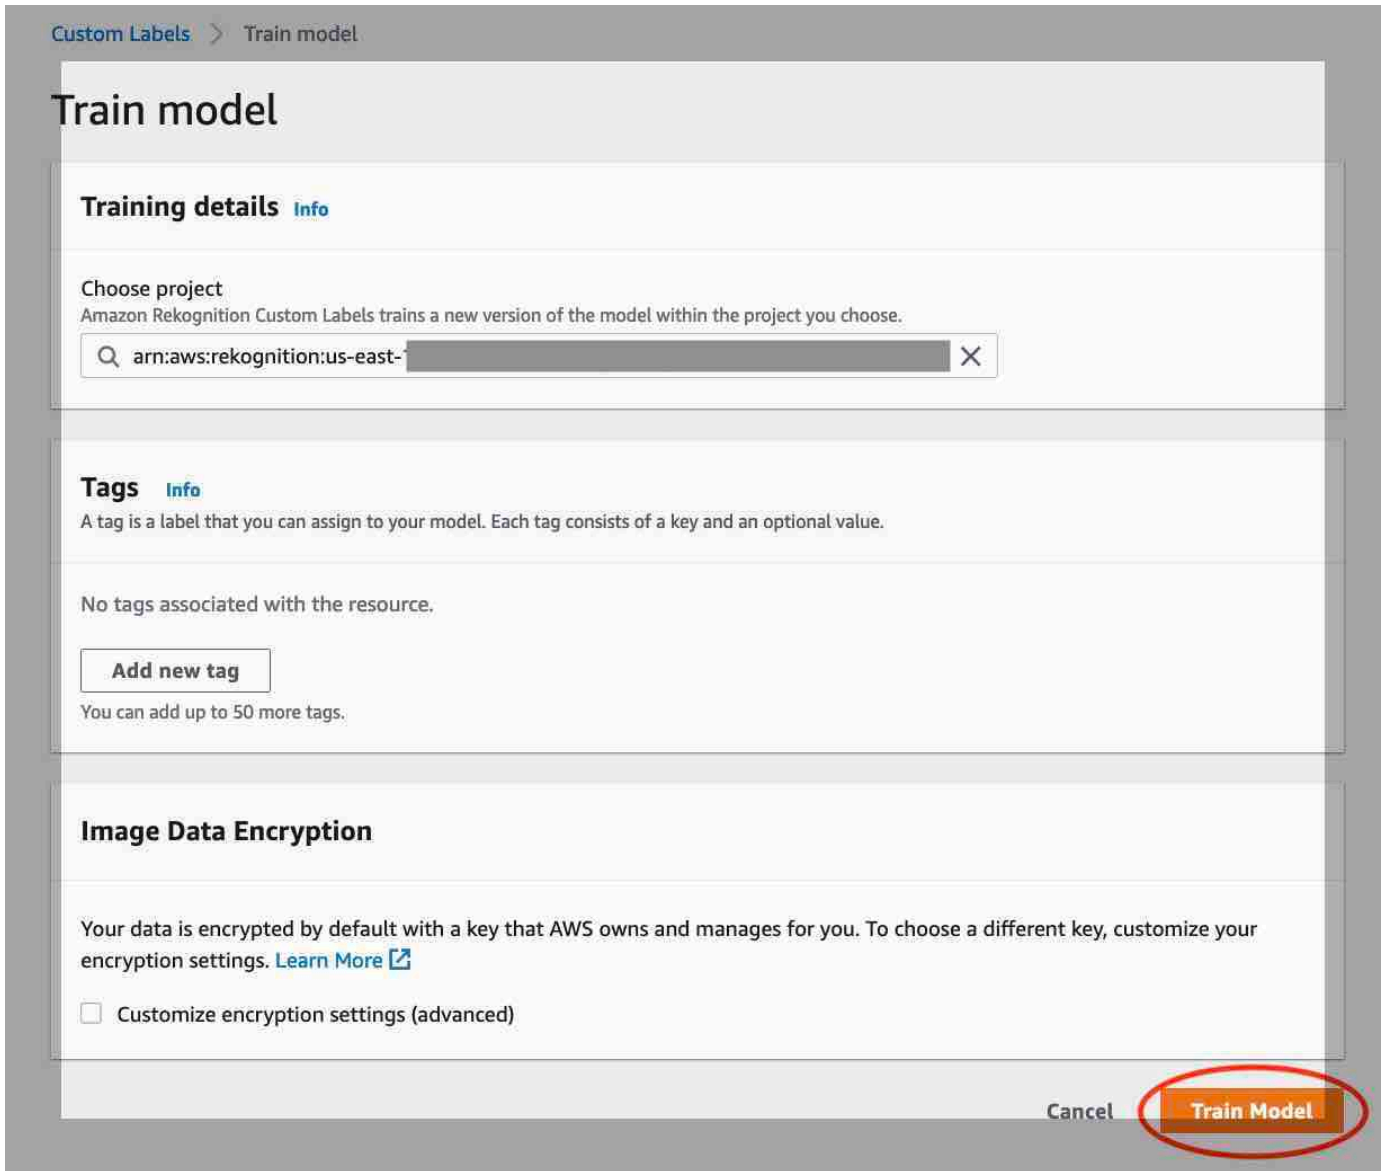 Custom Labels > Train model
Train model
Training details Info
Choose project
Amazon Rekognition Custom Labels trains a new version of the model within the project you choose.
arn:aws:rekognition:us-east-
Tags Info
A tag is a label that you can assign to your model. Each tag consists of a key and an optional value.
No tags associated with the resource.
Add new tag
You can add up to 50 more tags.
Image Data Encryption
Your data is encrypted by default with a key that AWS owns and manages for you. To choose a different key, customize your
encryption settings. Learn More
Customize encryption settings (advanced)
Cancel Train Model